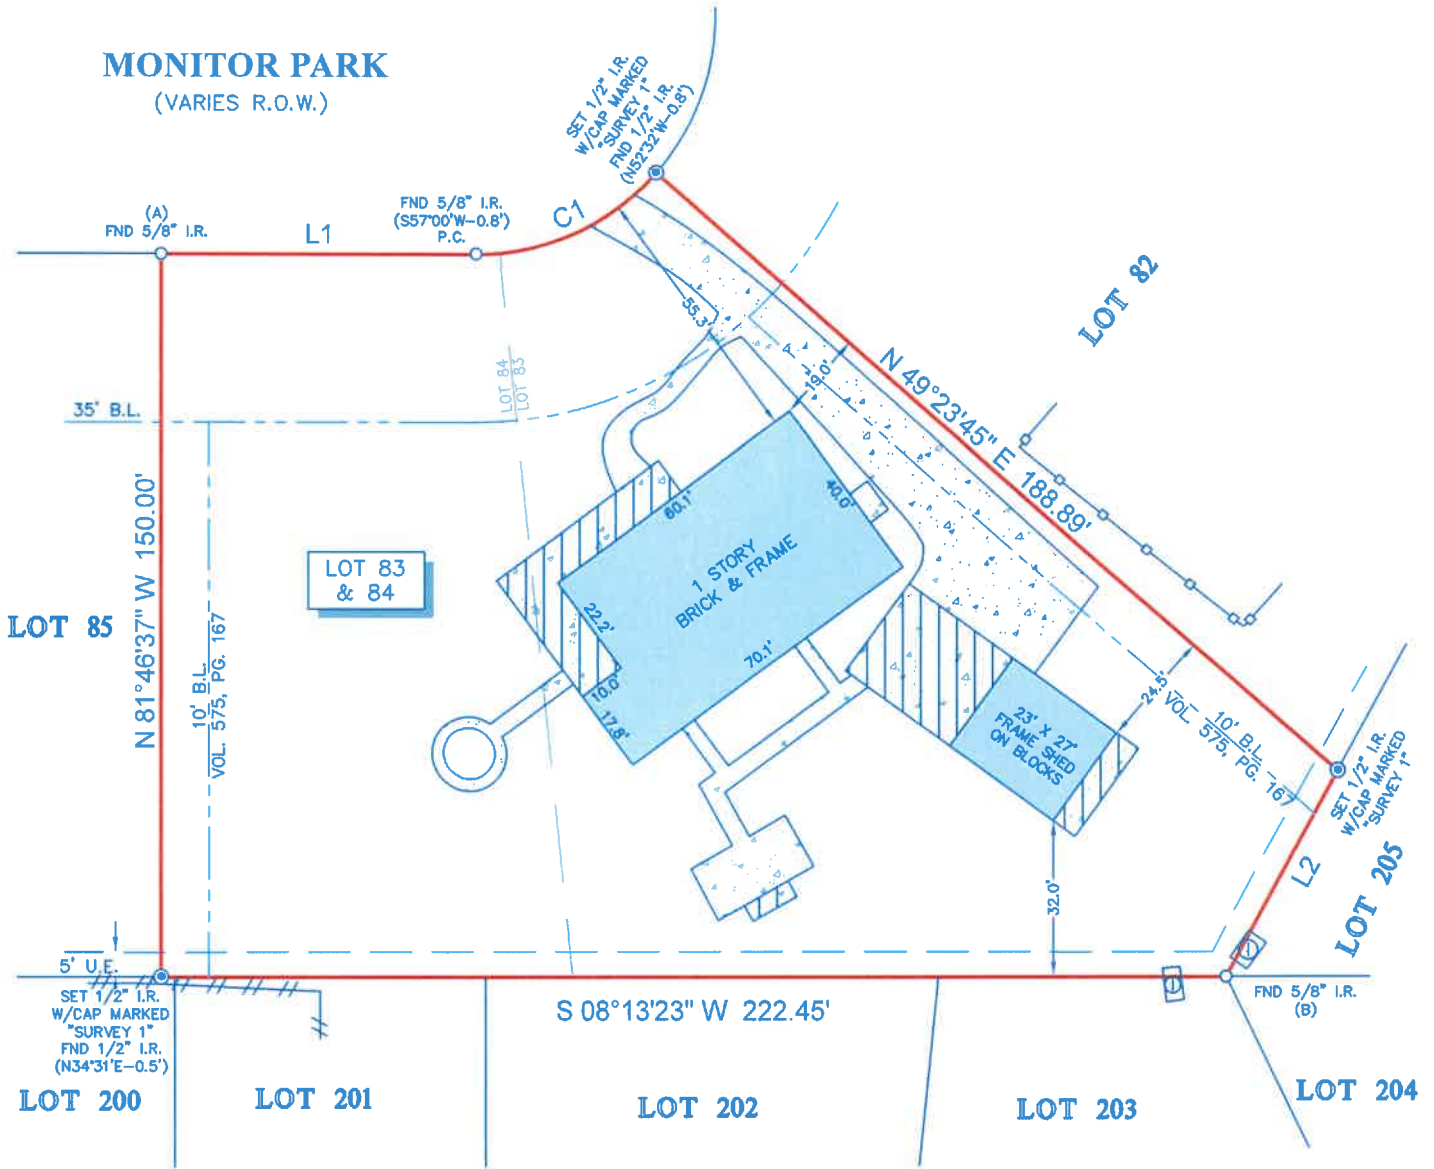 MONITOR PARK
(VARIES R.O.W.)
SET 1/2" I.R.
W/CAP MARKED
"SURVEY 1"
FND 1/2" I.R.
(N52°32'W-0.8')
(A)
FND 5/8" I.R.
L1
FND 5/8" I.R.
(S57°00'W-0.8')
P.C.
C1
LOT 82
55.3'
19.0'
N 49°23'45" E 188.89'
LOT 84
LOT 83
35' B.L.
N 81°46'37" W 150.00'
60.1'
40.0'
1 STORY
BRICK & FRAME
LOT 83
& 84
22.2'
10.0'
17.8'
70.1'
LOT 85
10' B.L.
VOL. 575, PG. 167
23' X 27'
FRAME SHED
ON BLOCKS
24.5'
10' B.L.
VOL. 575, PG. 167
SET 1/2" I.R.
W/CAP MARKED
"SURVEY 1"
L2
LOT 205
32.0'
5' U.E.
SET 1/2" I.R.
W/CAP MARKED
"SURVEY 1"
FND 1/2" I.R.
(N34°31'E-0.5')
S 08°13'23" W 222.45'
FND 5/8" I.R.
(B)
LOT 200
LOT 201
LOT 202
LOT 203
LOT 204